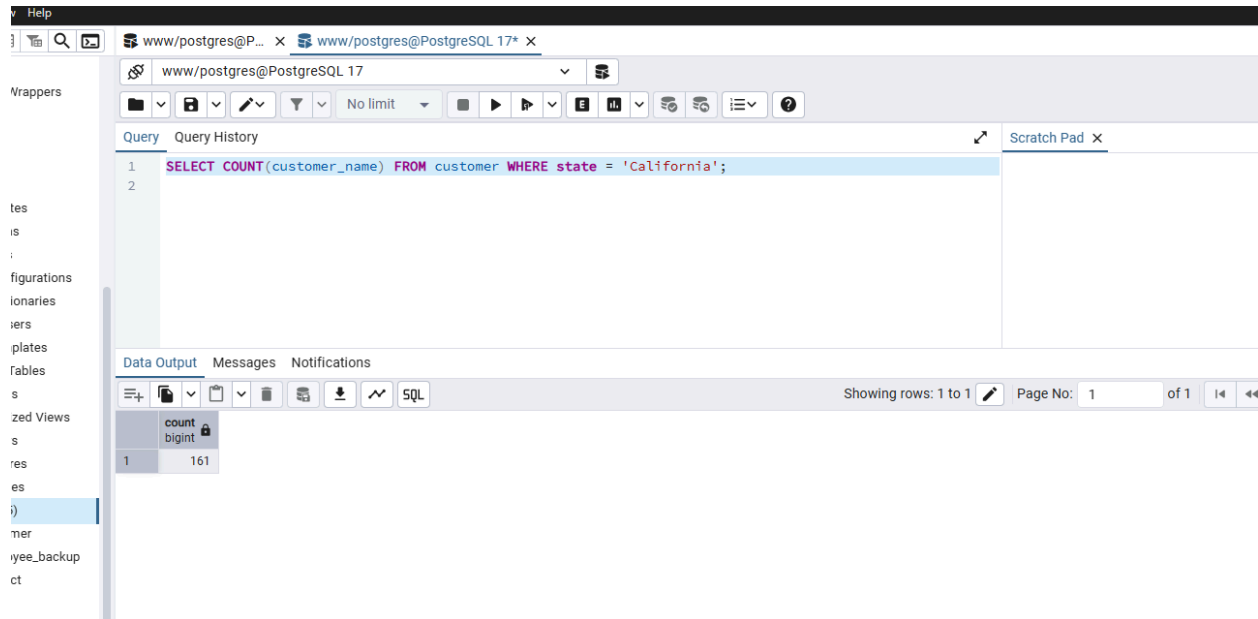 v Help
www/postgres@P... X www/postgres@PostgreSQL 17* X
www/postgres@PostgreSQL 17
No limit
E
Query Query History
Scratch Pad X
1 SELECT COUNT(customer_name) FROM customer WHERE state = 'California';
2
Wrappers
tes
ns
s
figurations
ionaries
sers
plates
Tables
s
zed Views
s
res
es
)
mer
yee_backup
ct
Data Output Messages Notifications
SQL
Showing rows: 1 to 1 Page No: 1 of 1
count
bigint
1 161